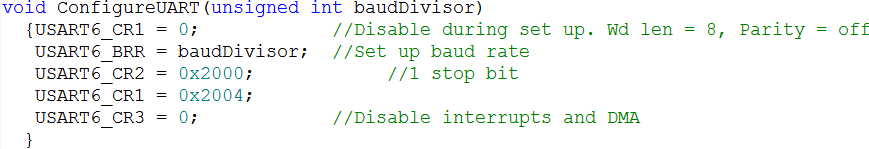 void ConfigureUART(unsigned int baudDivisor)
{USART6_CR1 = 0; //Disable during set up. Wd len = 8, Parity = off
USART6_BRR = baudDivisor; //Set up baud rate
USART6_CR2 = 0x2000; //1 stop bit
USART6_CR1 = 0x2004;
USART6_CR3 = 0; //Disable interrupts and DMA
}